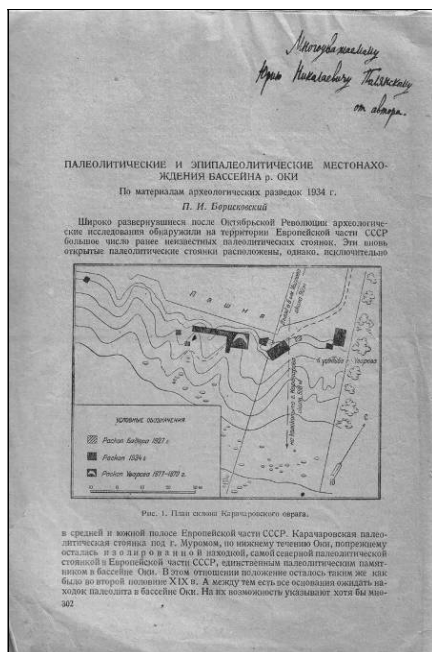 Многоуважаемому
Юрию Николаевичу
от автора.
ПАЛЕОЛИТИЧЕСКИЕ И ЭПИПАЛЕОЛИТИЧЕСКИЕ МЕСТОНАХО-
ЖДЕНИЯ БАССЕЙНА р. ОКИ
По материалам археологических разведок 1934 г.
П. И. Борисковский
Широко развернувшиеся после Октябрьской Революции археологиче-
ские исследования обнаружили на территории Европейской части СССР
большое число ранее неизвестных палеолитических стоянок. Эти вновь
открытые палеолитические стоянки расположены, однако, исключительно
Пашня
УСЛОВНЫЕ ОБОЗНАЧЕНИЯ
Раскоп 1927 г.
Раскоп 1934 г.
Раскоп Уварова 1877-1878 г.
Рис. 1. План склона Карачаровского оврага.
в средней и южной полосе Европейской части СССР. Карачаровская палео-
литическая стоянка под г. Муромом, по нижнему течению Оки, попрежнему
осталась изолированной находкой, самой северной палеолитической
стоянкой в Европейской части СССР, единственным палеолитическим памят-
ником в бассейне Оки. В этом отношении положение осталось таким же как
было во второй половине XIX в. А между тем есть все основания ожидать на-
ходок палеолита в бассейне Оки. На их возможность указывают хотя бы мно-
302